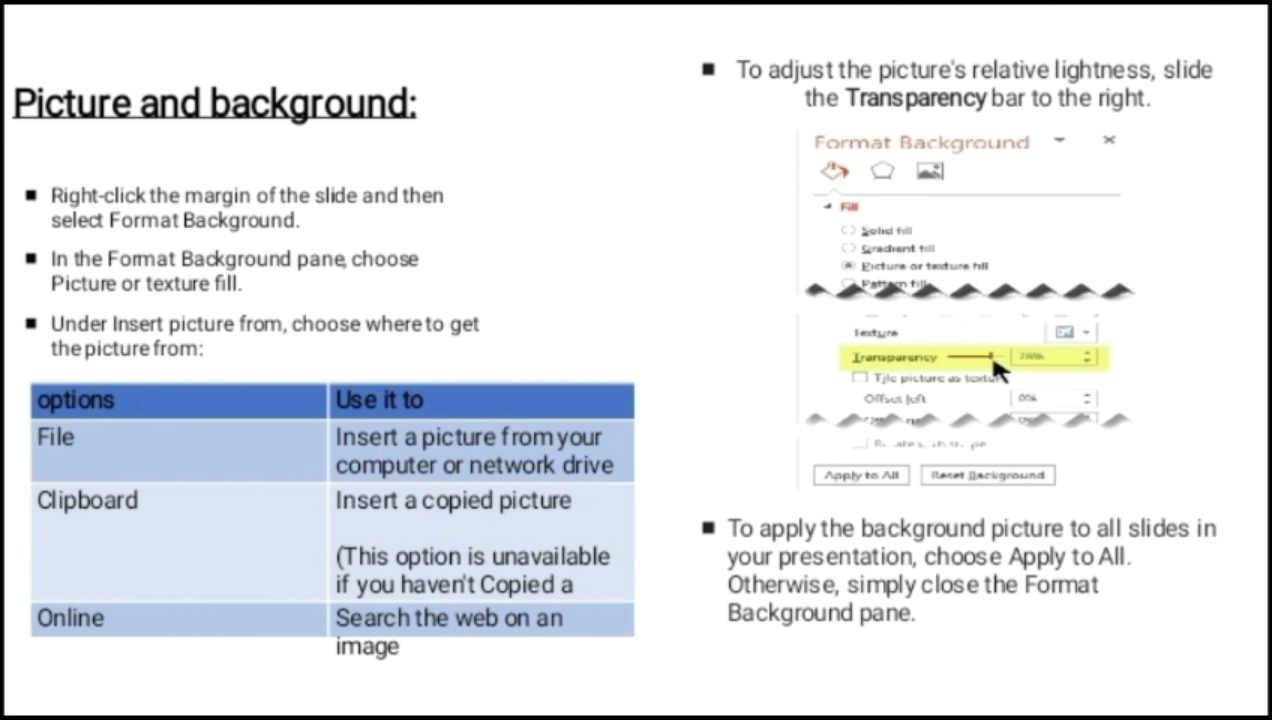 Picture and background:
Right-click the margin of the slide and then
select Format Background.
In the Format Background pane, choose
Picture or texture fill.
Under Insert picture from, choose where to get
the picture from:
options
Use it to
File
Insert a picture from your
computer or network drive
Clipboard
Insert a copied picture
(This option is unavailable
if you haven't Copied a
Online
Search the web on an
image
To adjust the picture's relative lightness, slide
the Transparency bar to the right.
Format Background
Fill
Solid fill
Gradient fill
Picture or texture fill
Pattern fill
Texture
Transparency
Tile picture as textu
Offset left
0%
Apply to All
Reset Background
To apply the background picture to all slides in
your presentation, choose Apply to All.
Otherwise, simply close the Format
Background pane.